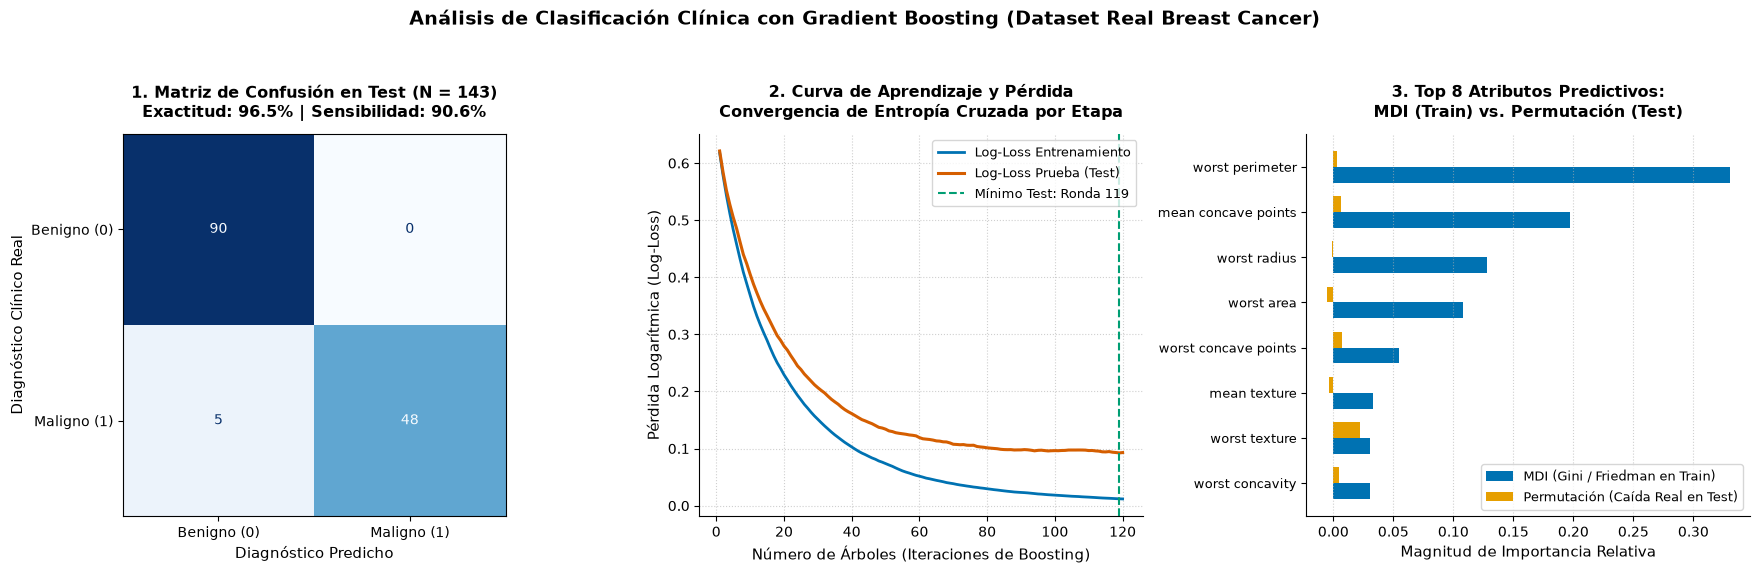 Análisis de Clasificación Clínica con Gradient Boosting (Dataset Real Breast Cancer)
1. Matriz de Confusión en Test (N = 143)
Exactitud: 96.5% | Sensibilidad: 90.6%
Diagnóstico Clínico Real
Benigno (0)
Maligno (1)
90
0
5
48
Benigno (0)
Maligno (1)
Diagnóstico Predicho
2. Curva de Aprendizaje y Pérdida
Convergencia de Entropía Cruzada por Etapa
Pérdida Logarítmica (Log-Loss)
0.6
0.5
0.4
0.3
0.2
0.1
0.0
Log-Loss Entrenamiento
Log-Loss Prueba (Test)
Mínimo Test: Ronda 119
0
20
40
60
80
100
120
Número de Árboles (Iteraciones de Boosting)
3. Top 8 Atributos Predictivos:
MDI (Train) vs. Permutación (Test)
worst perimeter
mean concave points
worst radius
worst area
worst concave points
mean texture
worst texture
worst concavity
MDI (Gini / Friedman en Train)
Permutación (Caída Real en Test)
0.00
0.05
0.10
0.15
0.20
0.25
0.30
Magnitud de Importancia Relativa